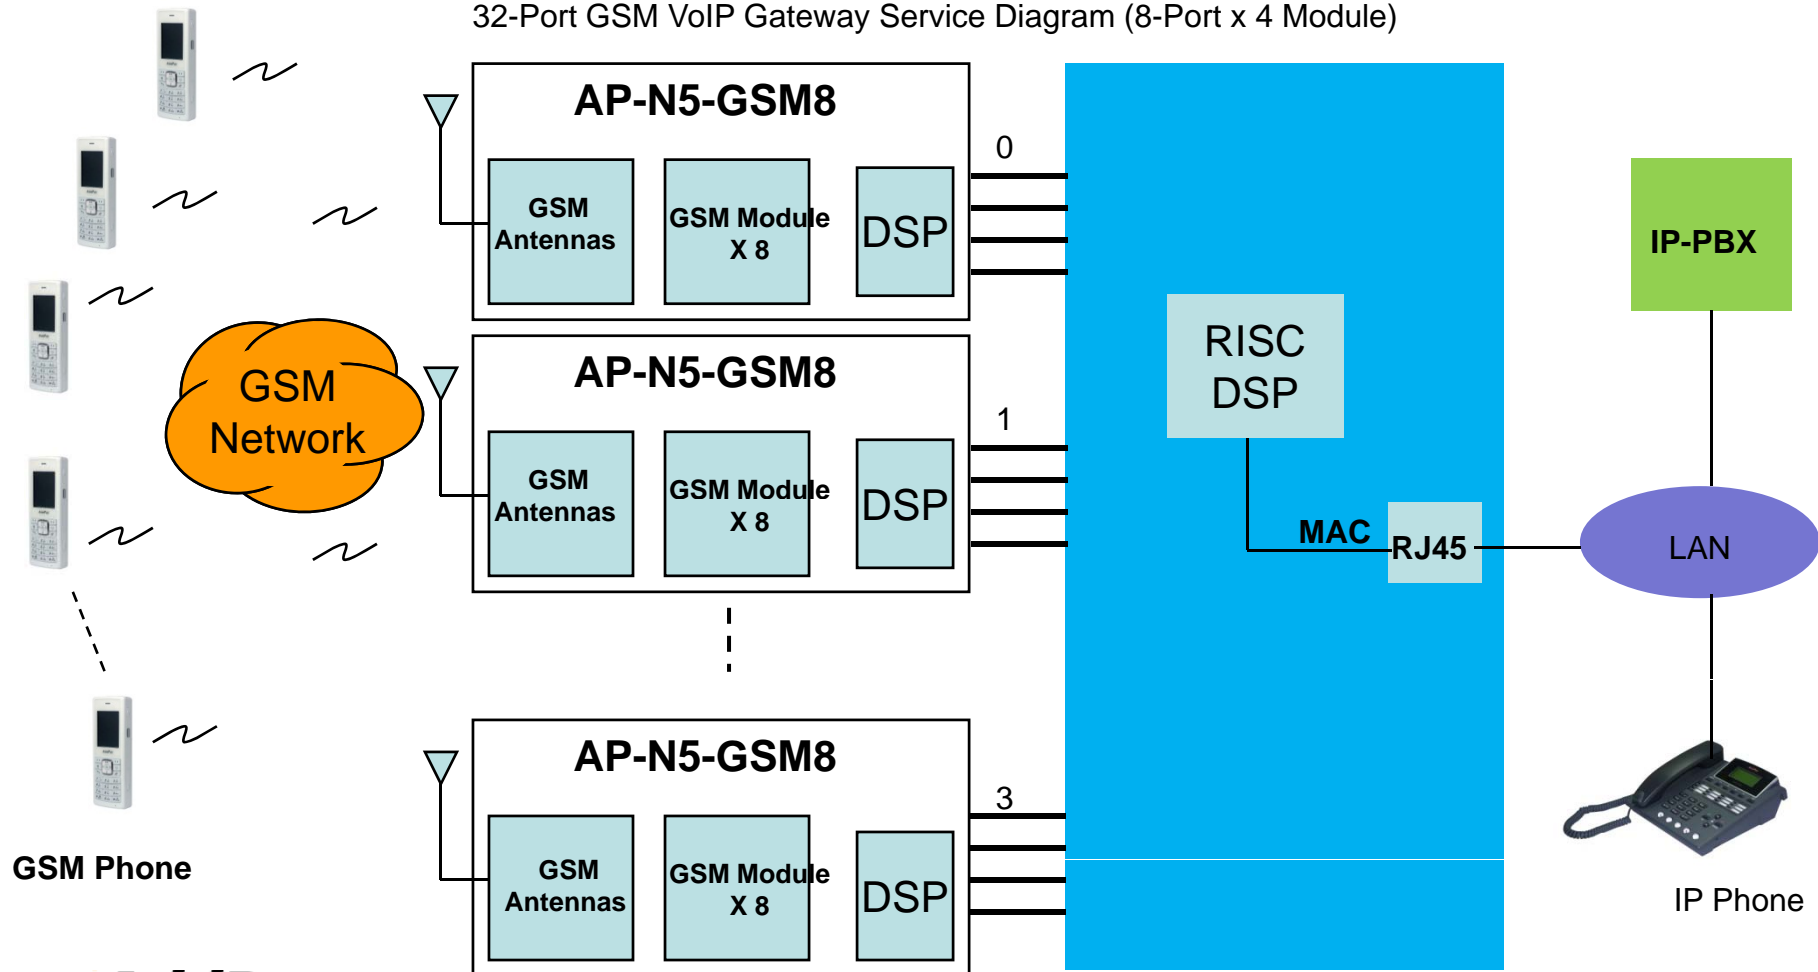 32-Port GSM VoIP Gateway Service Diagram (8-Port x 4 Module)
AP-N5-GSM8
0
GSM
Antennas
GSM Module
X 8
DSP
IP-PBX
RISC
DSP
GSM
Network
AP-N5-GSM8
1
GSM
Antennas
GSM Module
X 8
DSP
MAC
RJ45
LAN
AP-N5-GSM8
3
GSM
Antennas
GSM Module
X 8
DSP
GSM Phone
IP Phone